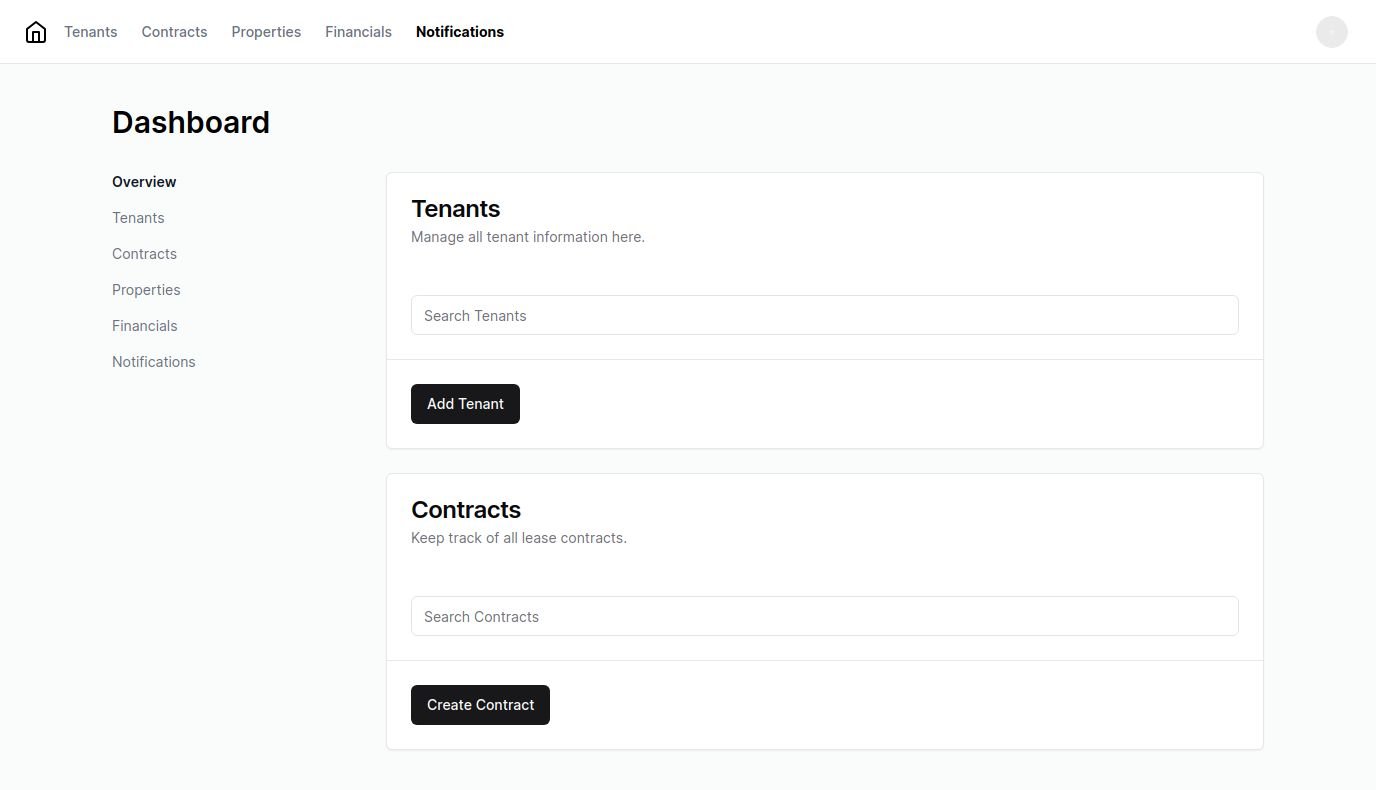 Tenants Contracts Properties Financials Notifications
Dashboard
Overview
Tenants
Contracts
Properties
Financials
Notifications
Tenants
Manage all tenant information here.
Search Tenants
Add Tenant
Contracts
Keep track of all lease contracts.
Search Contracts
Create Contract